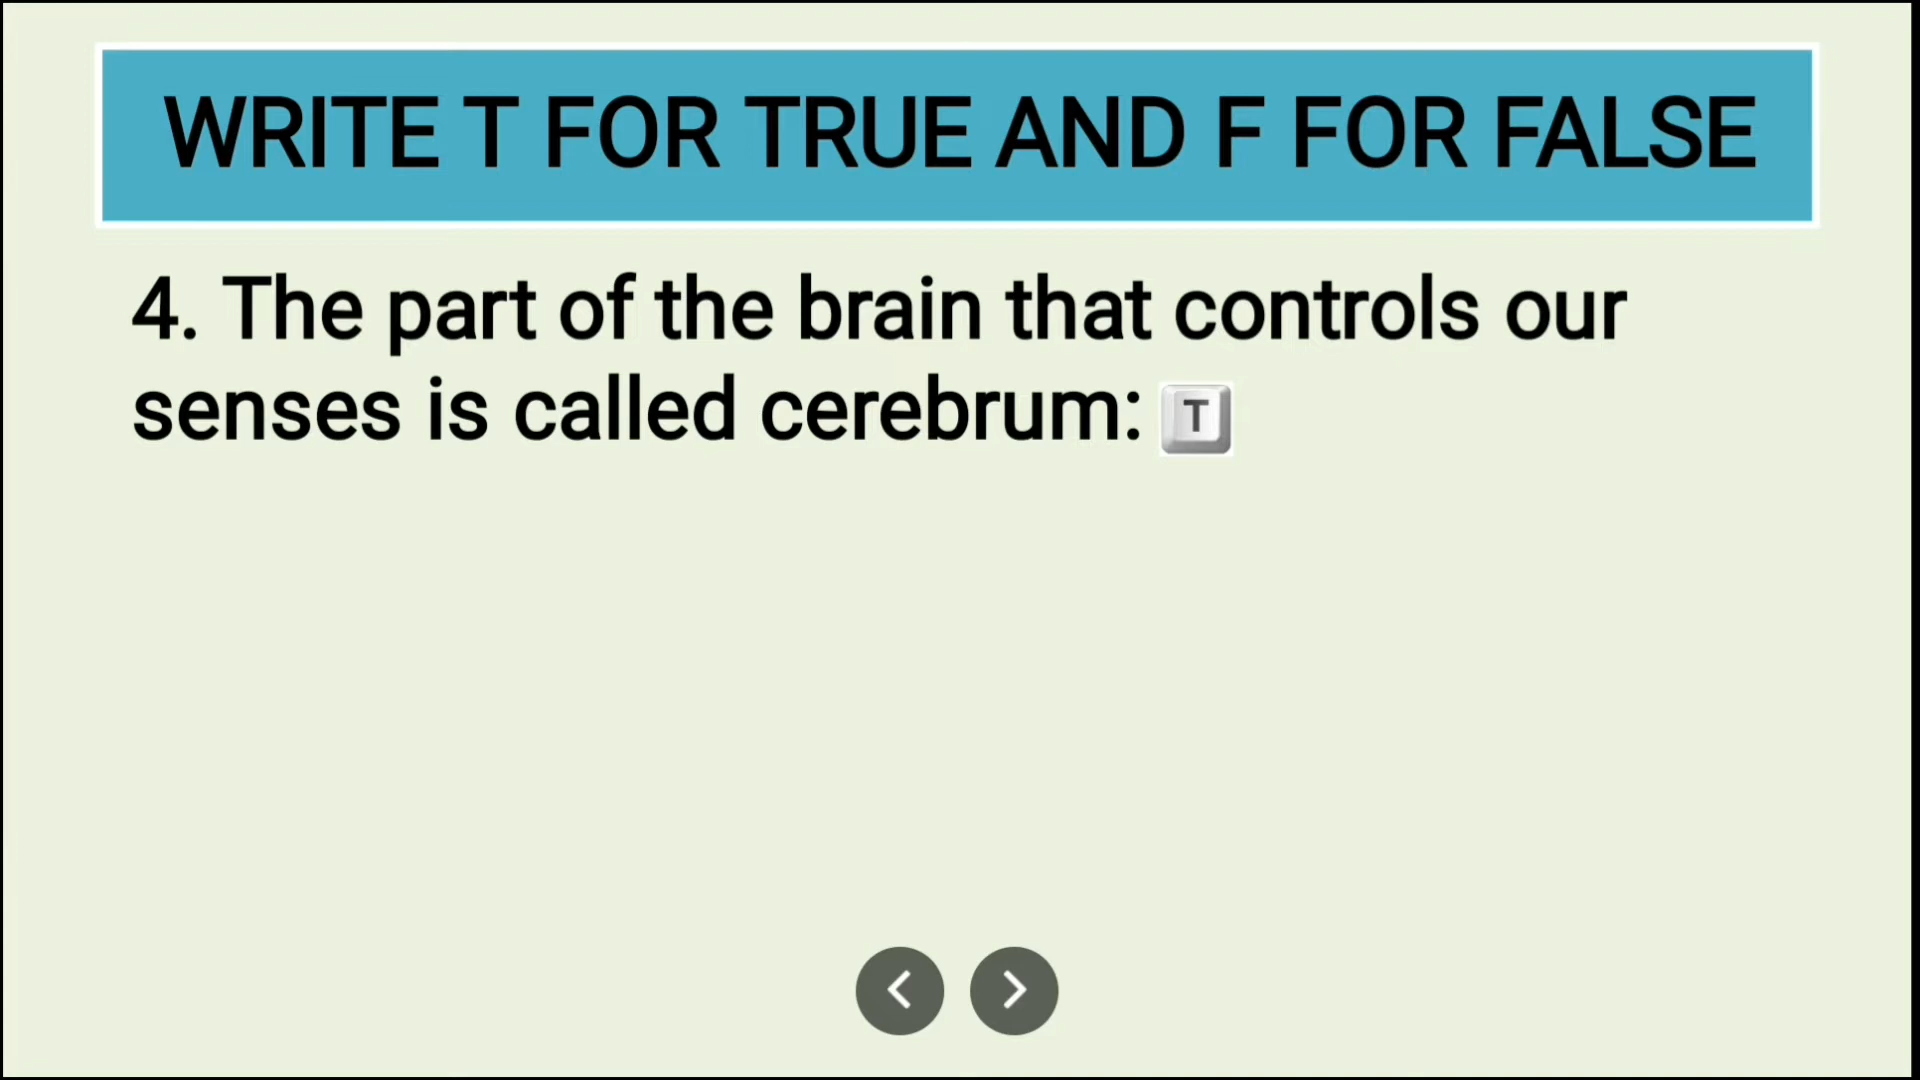 WRITE T FOR TRUE AND F FOR FALSE
4. The part of the brain that controls our
senses is called cerebrum: T